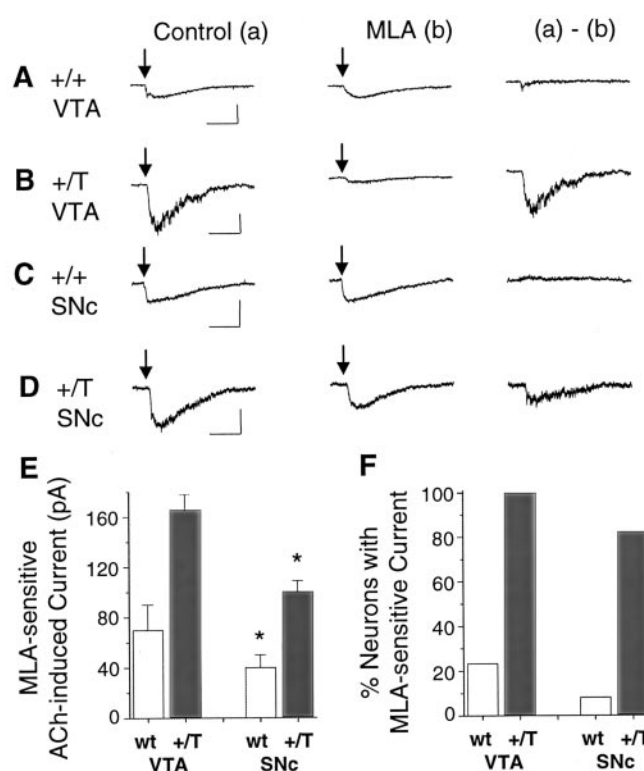 Control (a) MLA (b) (a) - (b)
A +/+
VTA
B +/T
VTA
C +/+
SNc
D +/T
SNc
E
MLA-sensitive
ACh-induced Current (pA)
160
120
80
40
0
*
*
wt +/T wt +/T
VTA SNc
F
% Neurons with
MLA-sensitive Current
100
80
60
40
20
0
wt +/T wt +/T
VTA SNc